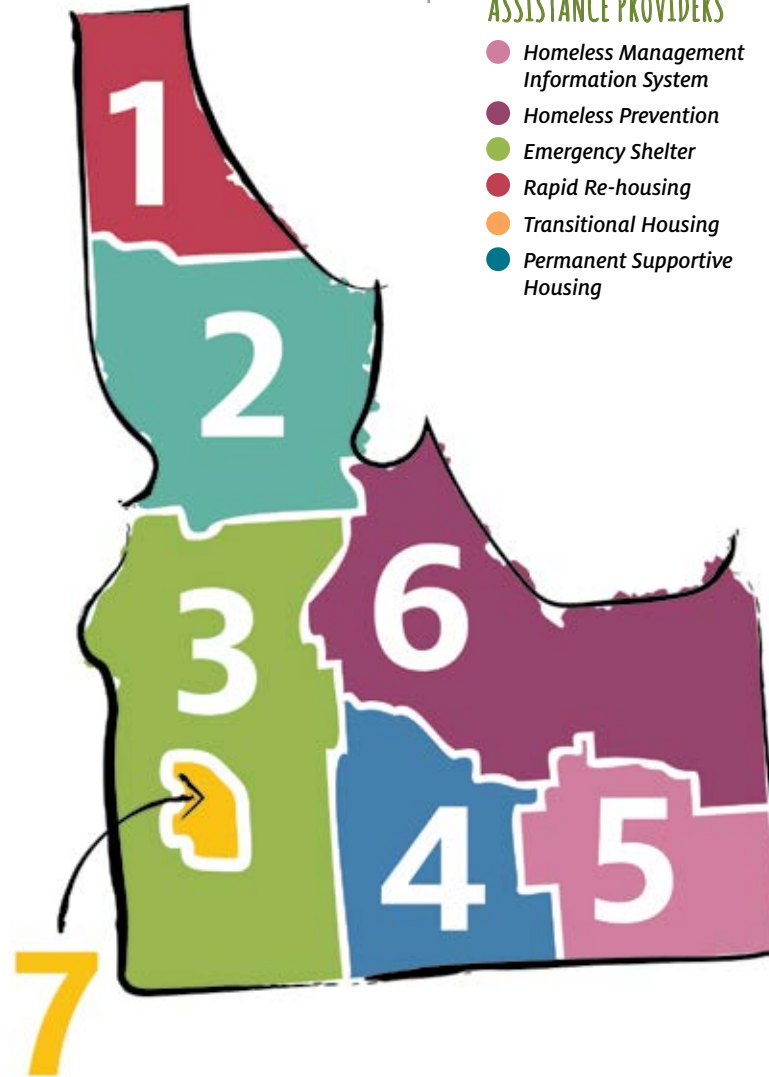 ASSISTANCE PROVIDERS
Homeless Management
Information System
Homeless Prevention
Emergency Shelter
Rapid Re-housing
Transitional Housing
Permanent Supportive
Housing
1
2
3
6
4
5
7